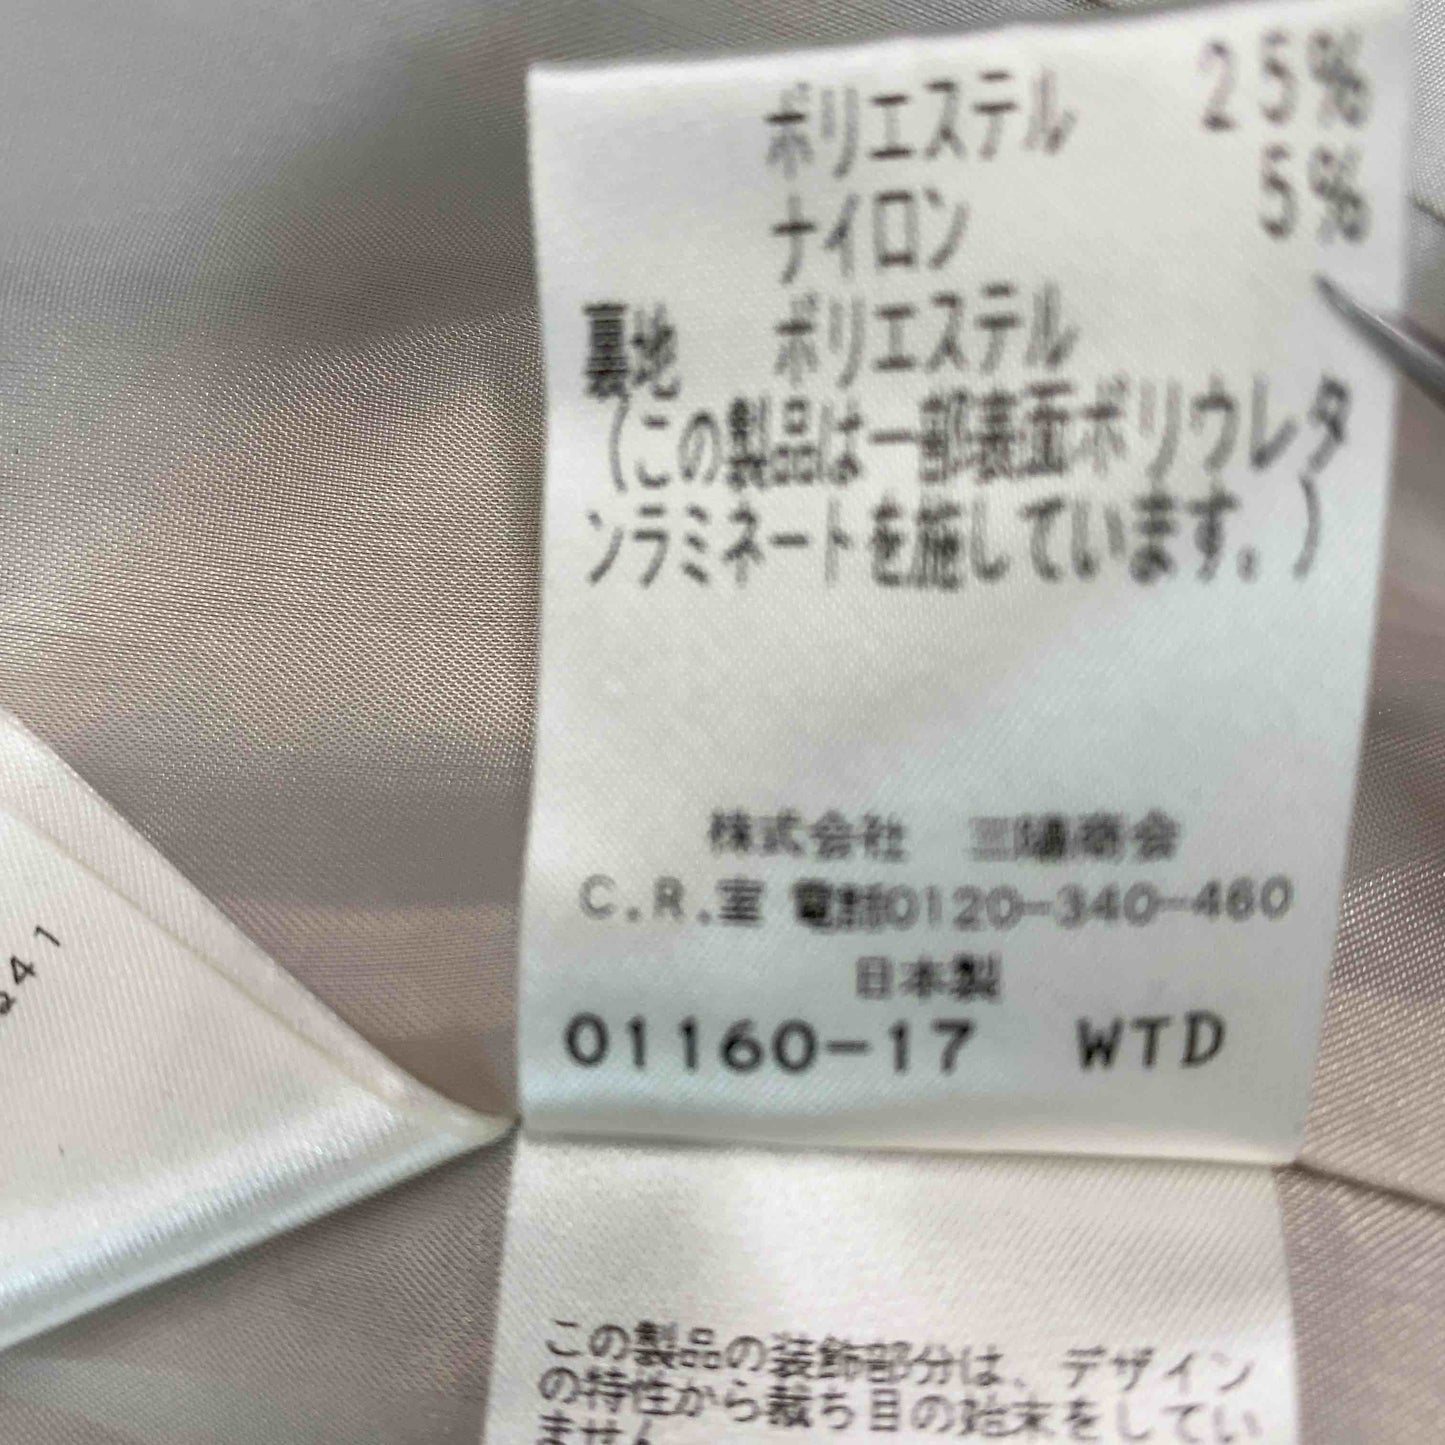 ポリエステル 25%
ナイロン 5%
裏地 ポリエステル
(この製品は一部表面ポリウレタ
ンラミネートを施しています。)
株式会社 三陽商会
C.R.室 電話0120-340-460
日本製
01160-17 WTD
この製品の装飾部分は、デザイン
の特性から裁ち目の始末をしてい
ません
41